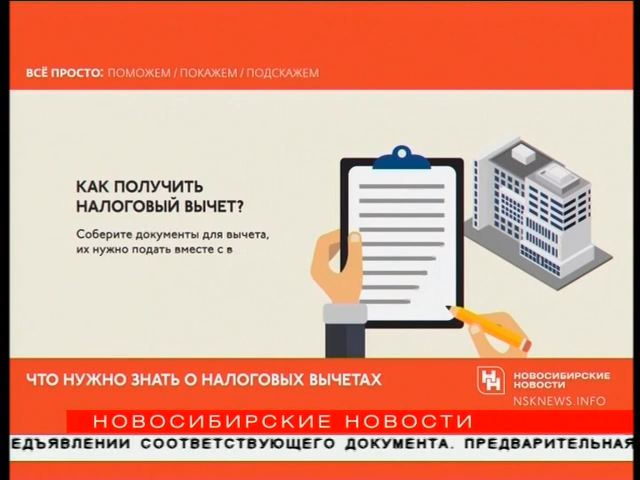 ВСЁ ПРОСТО: ПОМОЖЕМ / ПОКАЖЕМ / ПОДСКАЖЕМ
КАК ПОЛУЧИТЬ
НАЛОГОВЫЙ ВЫЧЕТ?
Соберите документы для вычета,
их нужно подать вместе с в
ЧТО НУЖНО ЗНАТЬ О НАЛОГОВЫХ ВЫЧЕТАХ
НН НОВОСИБИРСКИЕ
НОВОСТИ
NSKNEWS.INFO
НОВОСИБИРСКИЕ НОВОСТИ
ЕДЪЯВЛЕНИИ СООТВЕТСТВУЮЩЕГО ДОКУМЕНТА. ПРЕДВАРИТЕЛЬНАЯ